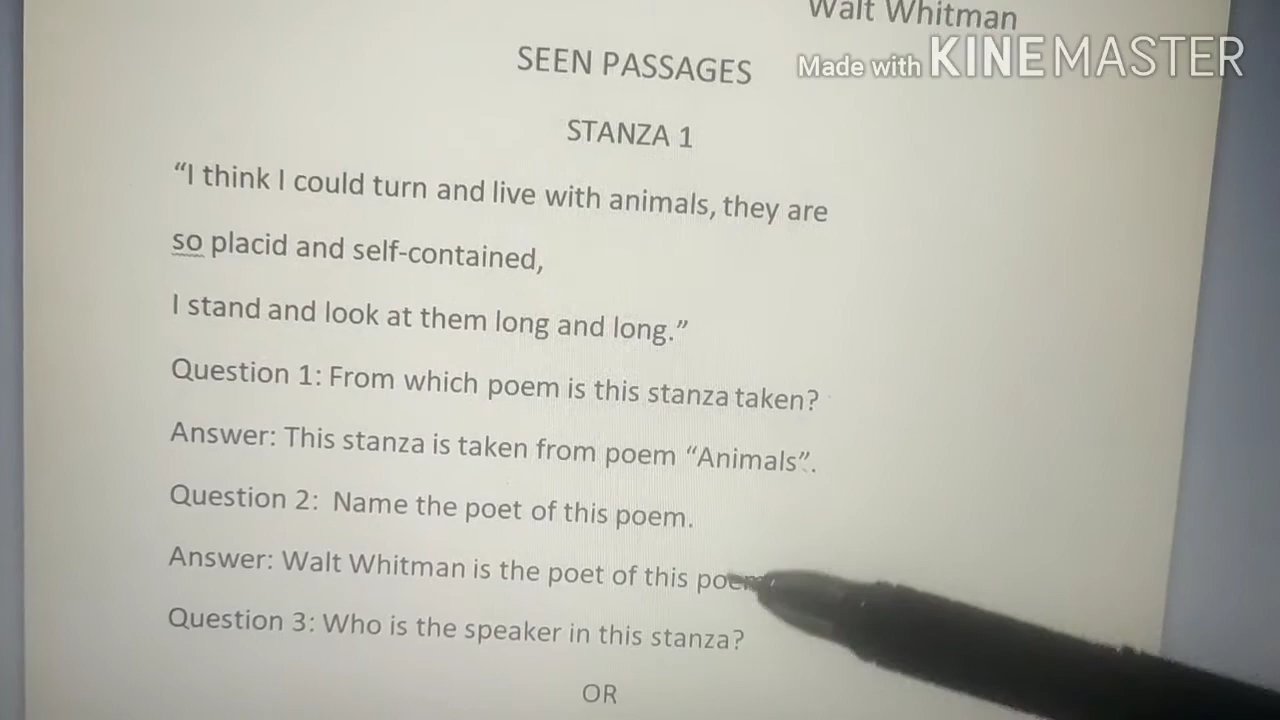 Walt Whitman
Made with KINEMASTER
SEEN PASSAGES
STANZA 1
“I think I could turn and live with animals, they are
so placid and self-contained,
I stand and look at them long and long.”
Question 1: From which poem is this stanza taken?
Answer: This stanza is taken from poem “Animals”.
Question 2: Name the poet of this poem.
Answer: Walt Whitman is the poet of this poem
Question 3: Who is the speaker in this stanza?
OR